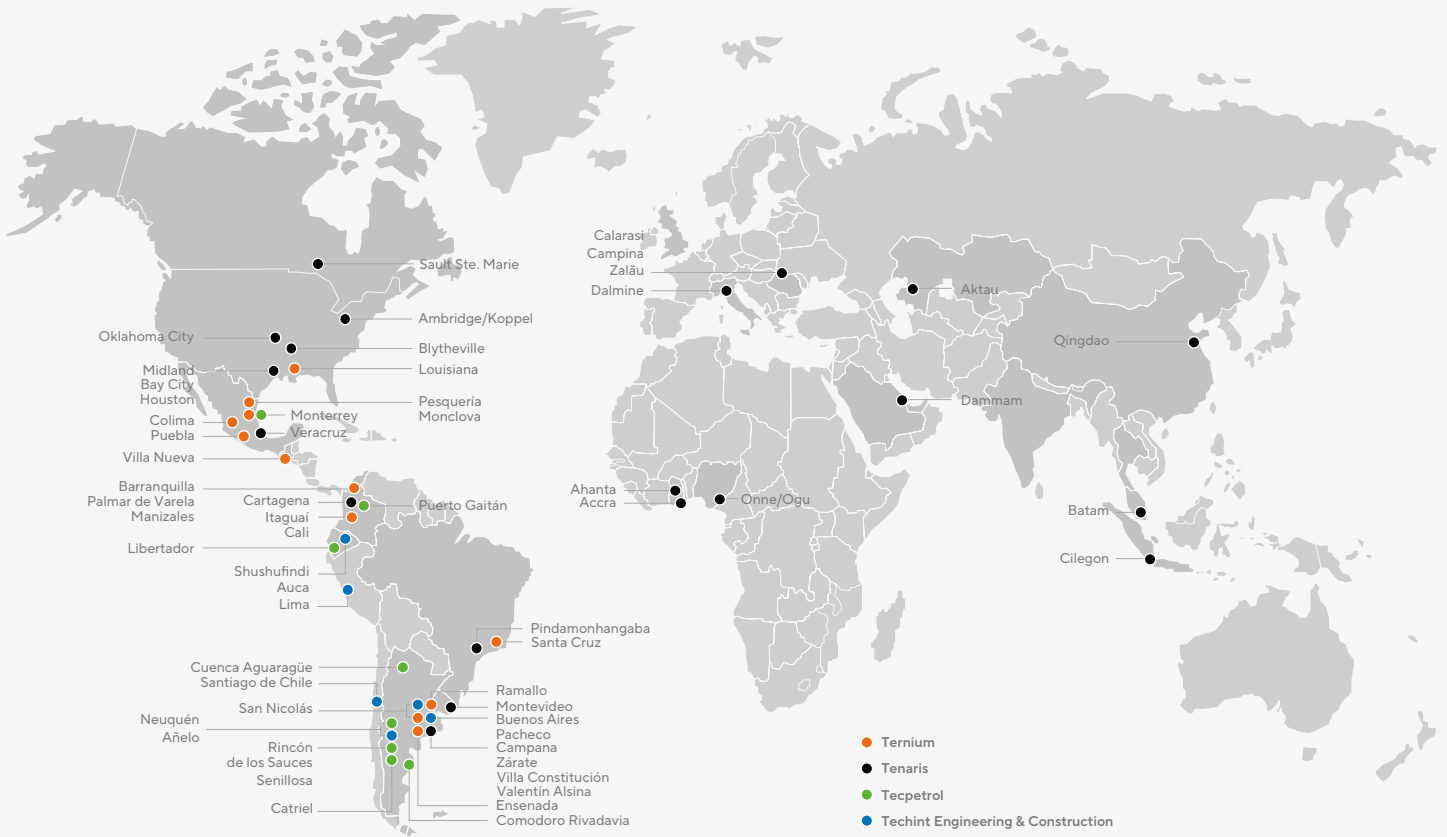 Sault Ste. Marie
Ambridge/Koppel
Oklahoma City
Blytheville
Louisiana
Midland
Bay City
Houston
Pesquería
Monclova
Colima
Puebla
Monterrey
Veracruz
Villa Nueva
Barranquilla
Palmar de Varela
Manizales
Cartagena
Itaguaí
Cali
Puerto Gaitán
Libertador
Shushufindi
Auca
Lima
Pindamonhangaba
Santa Cruz
Cuenca Aguaragüe
Santiago de Chile
San Nicolás
Neuquén
Añelo
Rincón
de los Sauces
Senillosa
Catriel
Ramallo
Montevideo
Buenos Aires
Pacheco
Campana
Zárate
Villa Constitución
Valentín Alsina
Ensenada
Comodoro Rivadavia
Calarasi
Campina
Zalău
Dalmine
Aktau
Qingdao
Dammam
Ahanta
Accra
Onne/Ogu
Batam
Cilegon
Ternium
Tenaris
Tecpetrol
Techint Engineering & Construction